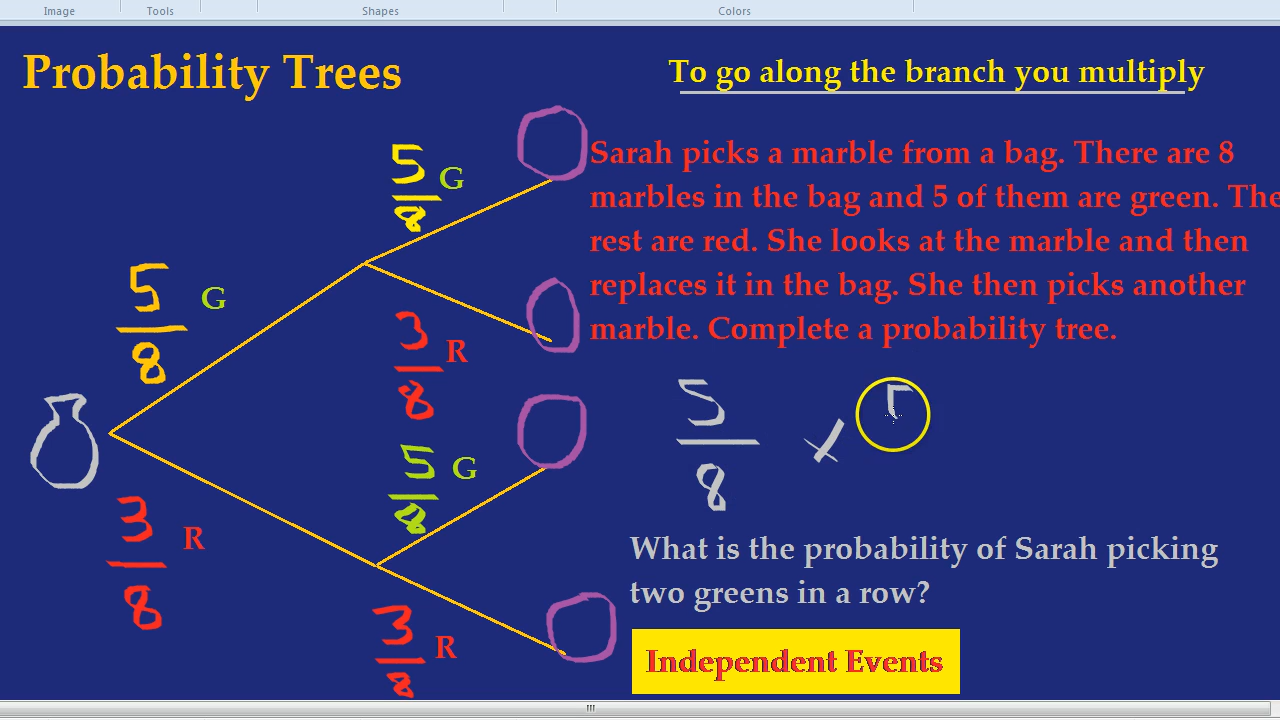 Image Tools Shapes Colors
Probability Trees
To go along the branch you multiply
Sarah picks a marble from a bag. There are 8
marbles in the bag and 5 of them are green. The
rest are red. She looks at the marble and then
replaces it in the bag. She then picks another
marble. Complete a probability tree.
5/8 G
5/8 G
3/8 R
3/8 R
5/8 G
3/8 R
5/8 × 5
What is the probability of Sarah picking
two greens in a row?
Independent Events